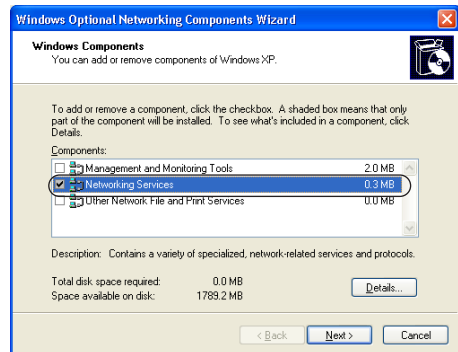 Windows Optional Networking Components Wizard
Windows Components
You can add or remove components of Windows XP.
To add or remove a component, click the checkbox. A shaded box means that only
part of the component will be installed. To see what's included in a component, click
Details.
Components:
Management and Monitoring Tools 2.0 MB
Networking Services 0.3 MB
Other Network File and Print Services 0.0 MB
Description: Contains a variety of specialized, network-related services and protocols.
Total disk space required: 0.0 MB
Space available on disk: 1789.2 MB
Details...
< Back Next > Cancel